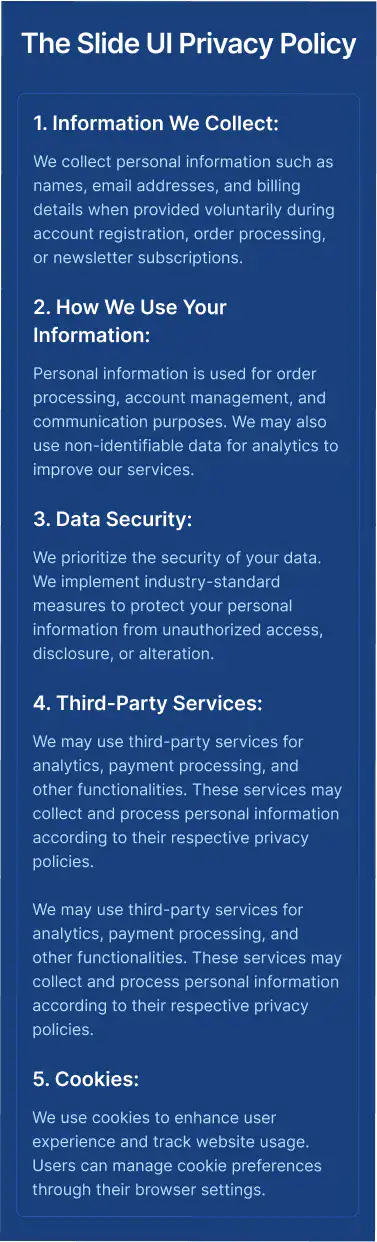 The Slide UI Privacy Policy
1. Information We Collect:
We collect personal information such as
names, email addresses, and billing
details when provided voluntarily during
account registration, order processing,
or newsletter subscriptions.
2. How We Use Your
Information:
Personal information is used for order
processing, account management, and
communication purposes. We may also
use non-identifiable data for analytics to
improve our services.
3. Data Security:
We prioritize the security of your data.
We implement industry-standard
measures to protect your personal
information from unauthorized access,
disclosure, or alteration.
4. Third-Party Services:
We may use third-party services for
analytics, payment processing, and
other functionalities. These services may
collect and process personal information
according to their respective privacy
policies.
We may use third-party services for
analytics, payment processing, and
other functionalities. These services may
collect and process personal information
according to their respective privacy
policies.
5. Cookies:
We use cookies to enhance user
experience and track website usage.
Users can manage cookie preferences
through their browser settings.